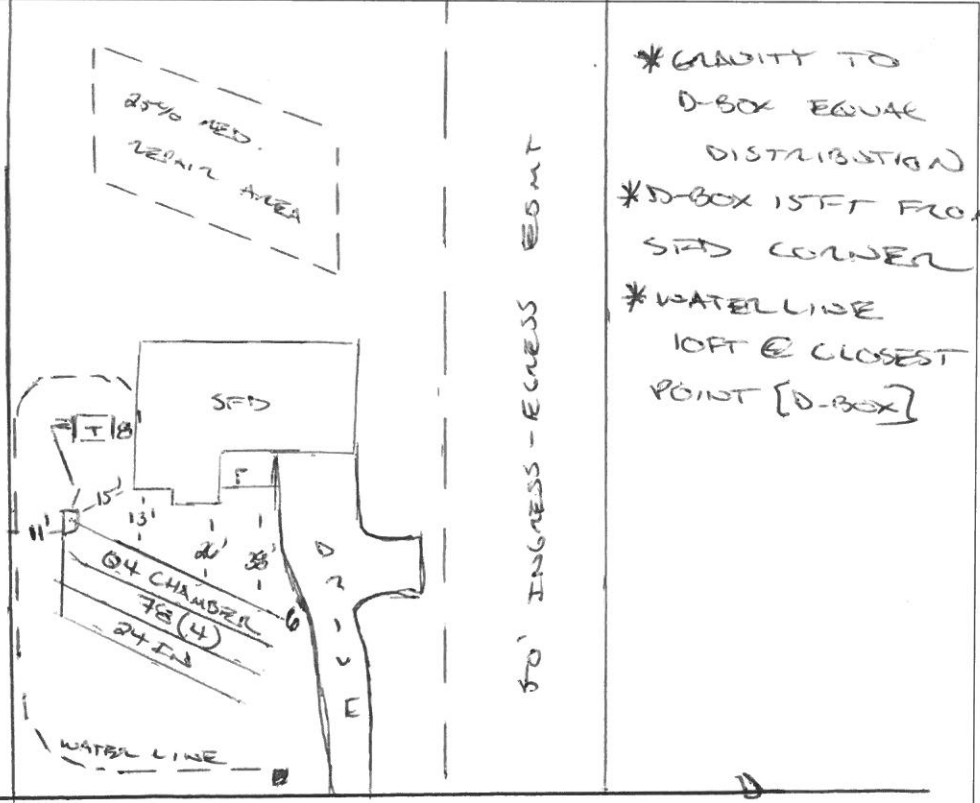 25% RED.
REPAIR AREA
SFD
T
8
15'
11'
13'
26'
38'
P
Q4 CHAMBER
78 (4)
24 IN
6
DRIVE
WATER LINE
50' INGRESS-EGRESS ESMT
* GRAVITY TO
D-BOX EQUAL
DISTRIBUTION
* D-BOX 15FT FROM
SFD CORNER
* WATERLINE
10FT @ CLOSEST
POINT [D-BOX]